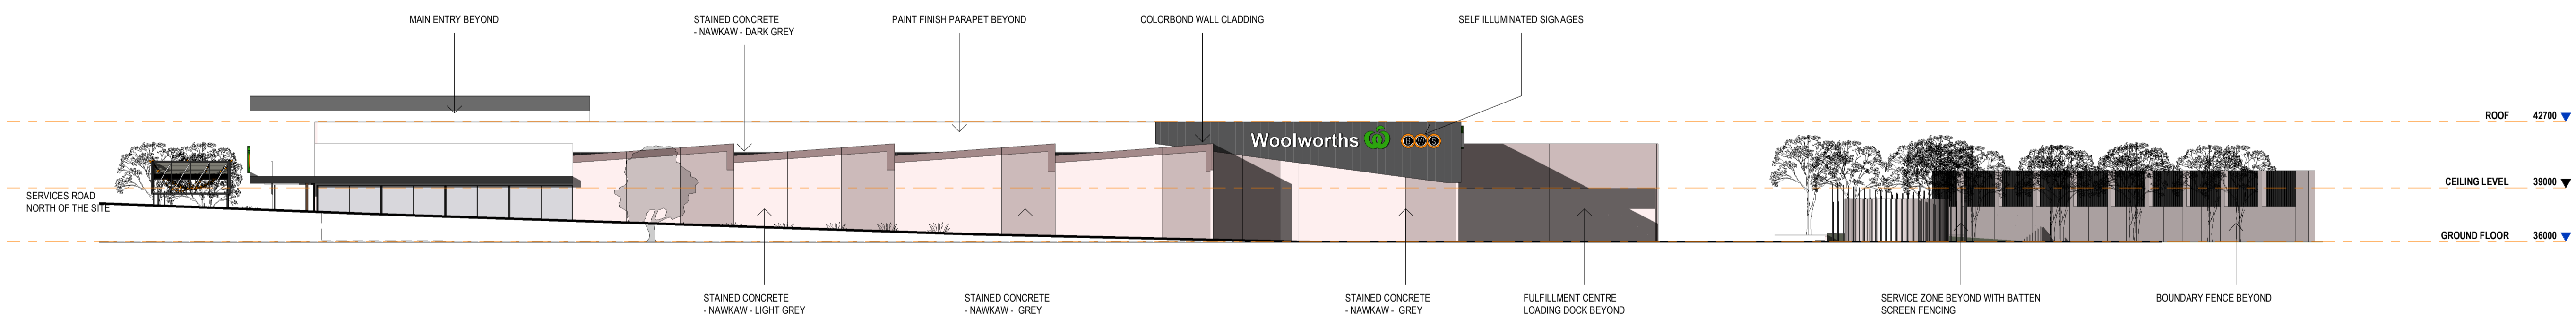 MAIN ENTRY BEYOND
STAINED CONCRETE
- NAWKAW - DARK GREY
PAINT FINISH PARAPET BEYOND
COLORBOND WALL CLADDING
SELF ILLUMINATED SIGNAGES
ROOF 42700
Woolworths
BWS
CEILING LEVEL 39000
SERVICES ROAD
NORTH OF THE SITE
GROUND FLOOR 36000
STAINED CONCRETE
- NAWKAW - LIGHT GREY
STAINED CONCRETE
- NAWKAW - GREY
STAINED CONCRETE
- NAWKAW - GREY
FULFILLMENT CENTRE
LOADING DOCK BEYOND
SERVICE ZONE BEYOND WITH BATTEN
SCREEN FENCING
BOUNDARY FENCE BEYOND